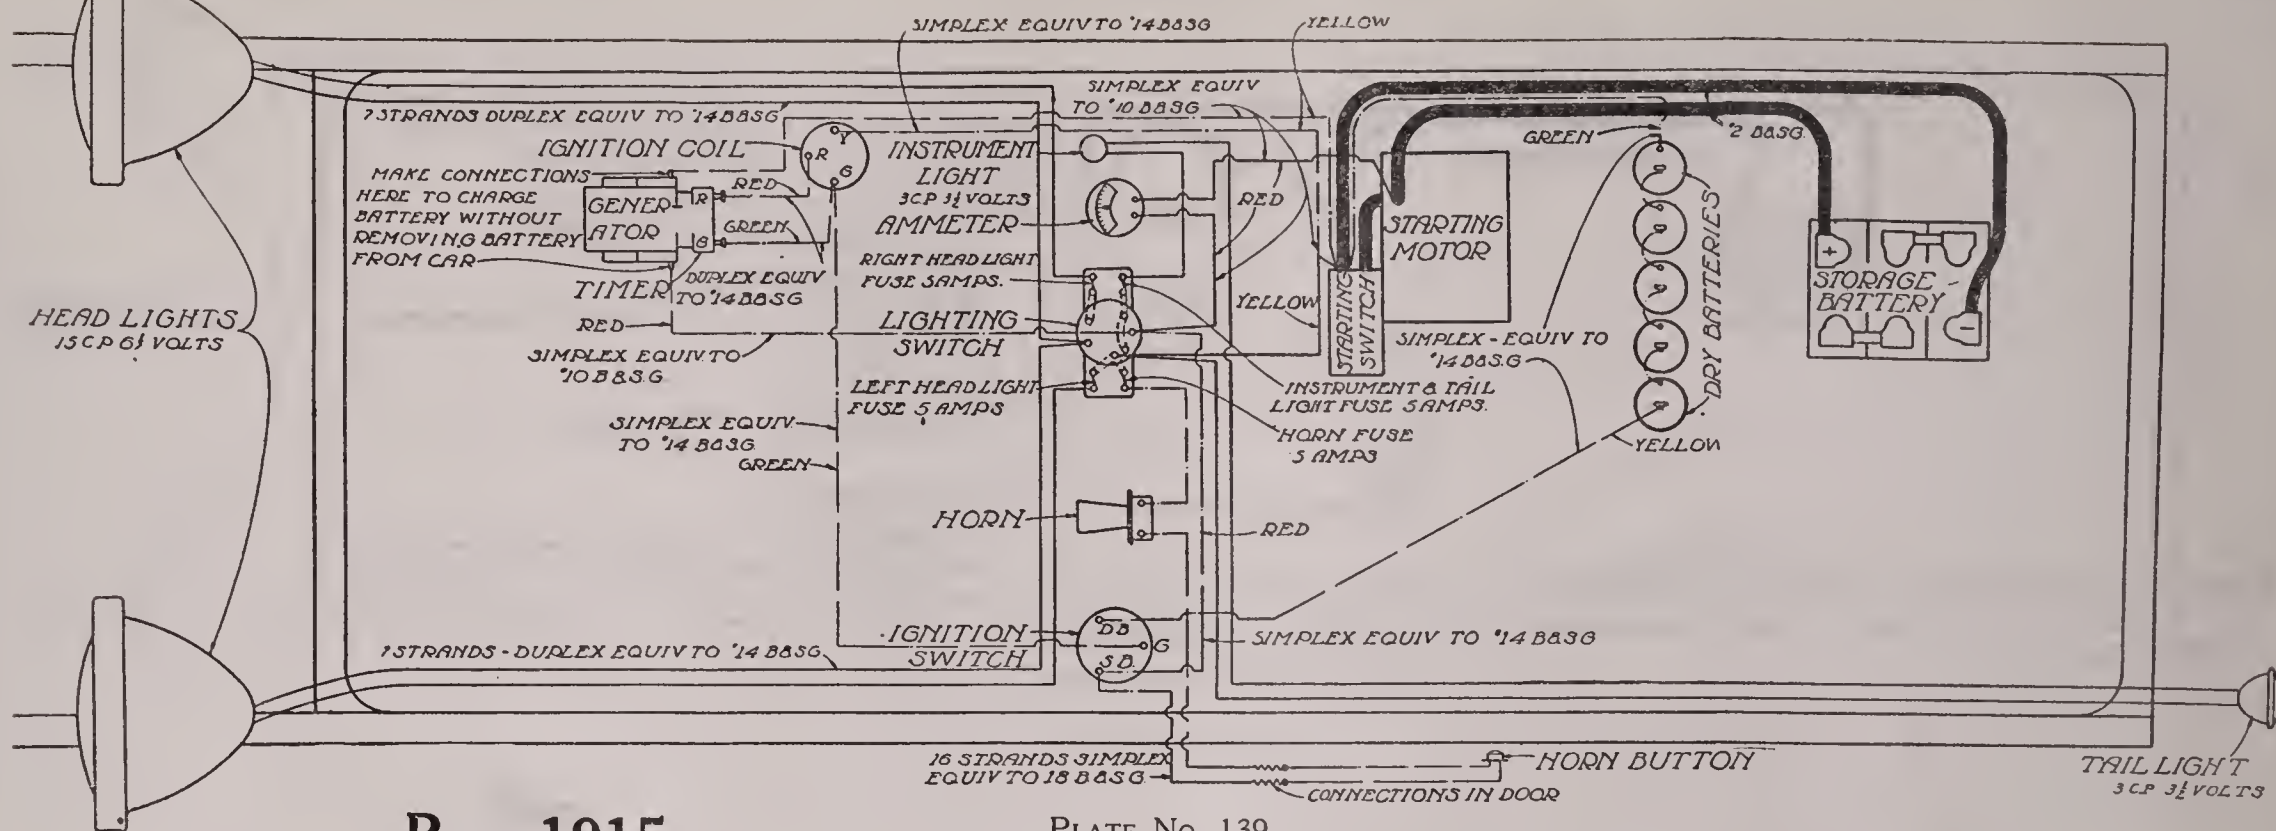 SIMPLEX EQUIV TO #14 B&SG
YELLOW
SIMPLEX EQUIV
TO #10 B&SG
7 STRANDS DUPLEX EQUIV TO #14 B&SG
IGNITION COIL
Y
R
G
INSTRUMENT
LIGHT
3CP 3½ VOLTS
AMMETER
GREEN
#2 B&SG.
MAKE CONNECTIONS
HERE TO CHARGE
BATTERY WITHOUT
REMOVING BATTERY
FROM CAR
GENER
ATOR
R
G
RED
GREEN
TIMER
DUPLEX EQUIV
TO #14 B&SG
RED
STARTING
MOTOR
STARTING
SWITCH
DRY BATTERIES
+
STORAGE
BATTERY
-
RIGHT HEAD LIGHT
FUSE 5 AMPS.
YELLOW
HEAD LIGHTS
15 CP 6½ VOLTS
RED
SIMPLEX EQUIV. TO
#10 B&S.G.
LIGHTING
SWITCH
SIMPLEX - EQUIV TO
#14 B&S.G
LEFT HEAD LIGHT
FUSE 5 AMPS
INSTRUMENT & TAIL
LIGHT FUSE 5 AMPS.
HORN FUSE
5 AMPS
YELLOW
SIMPLEX EQUIV.
TO #14 B&S.G
GREEN
HORN
RED
IGNITION
SWITCH
DB
G
S.B.
SIMPLEX EQUIV TO #14 B&SG
7 STRANDS - DUPLEX EQUIV TO #14 B&SG
16 STRANDS SIMPLEX
EQUIV TO 18 B&SG
HORN BUTTON
CONNECTIONS IN DOOR
TAIL LIGHT
3 C.P 3½ VOLTS
1915
PLATE No. 139